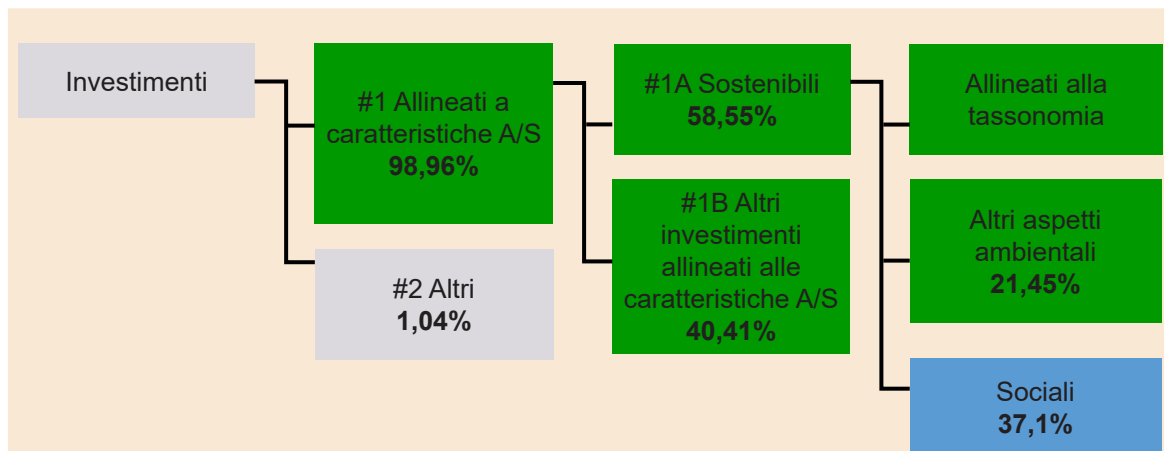 Investimenti
#1 Allineati a
caratteristiche A/S
98,96%
#2 Altri
1,04%
#1A Sostenibili
58,55%
#1B Altri
investimenti
allineati alle
caratteristiche A/S
40,41%
Allineati alla
tassonomia
Altri aspetti
ambientali
21,45%
Sociali
37,1%